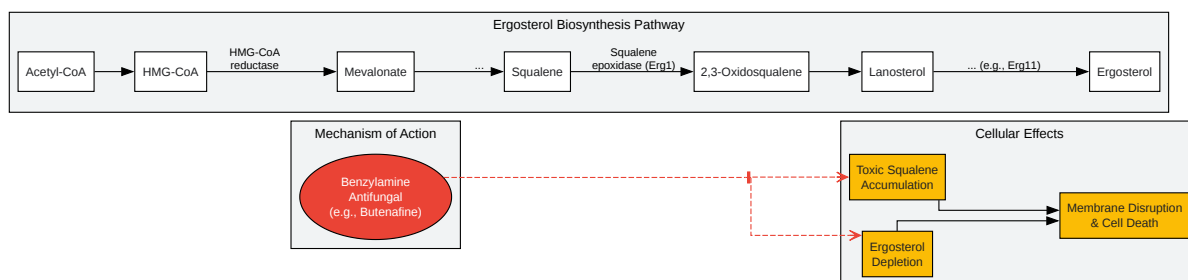 Ergosterol Biosynthesis Pathway
Acetyl-CoA
HMG-CoA
HMG-CoA
reductase
Mevalonate
...
Squalene
Squalene
epoxidase (Erg1)
2,3-Oxidosqualene
Lanosterol
... (e.g., Erg11)
Ergosterol
Mechanism of Action
Benzylamine
Antifungal
(e.g., Butenafine)
Cellular Effects
Toxic Squalene
Accumulation
Ergosterol
Depletion
Membrane Disruption
& Cell Death